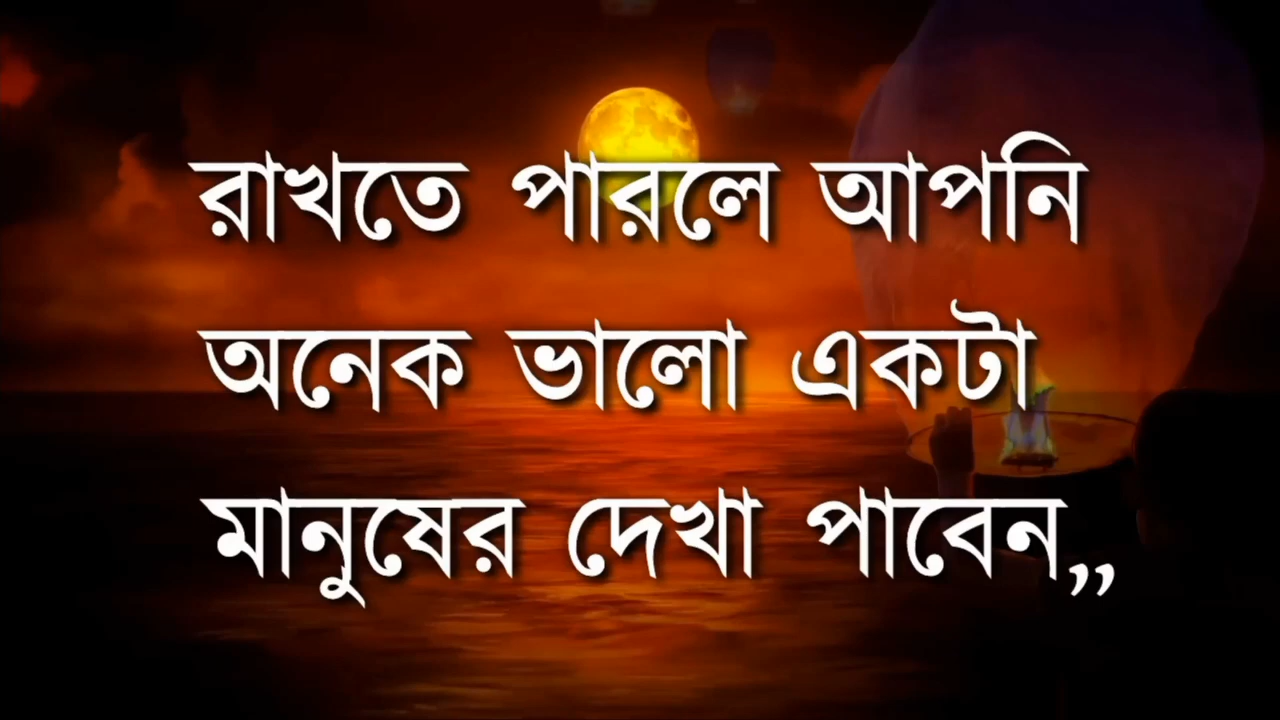 রাখতে পারলে আপনি
অনেক ভালো একটা
মানুষের দেখা পাবেন,,